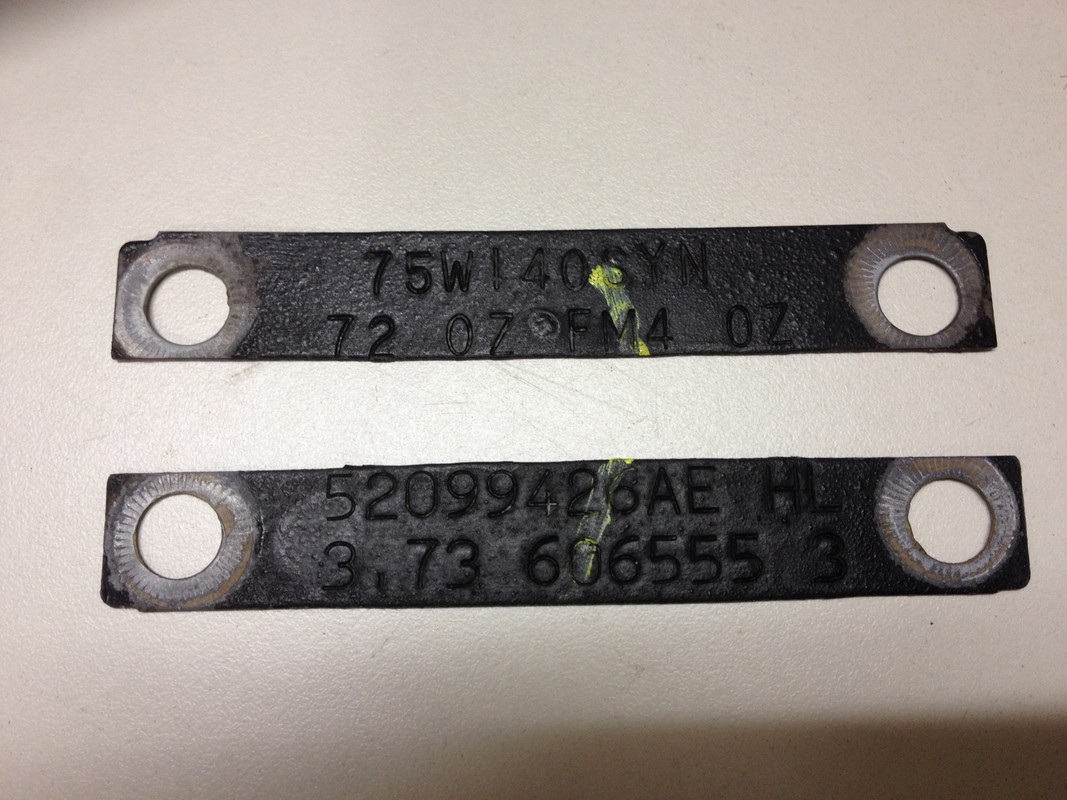 75W140SYN
72 OZ FM4 OZ
52099426AE HL
3.73 606555 3